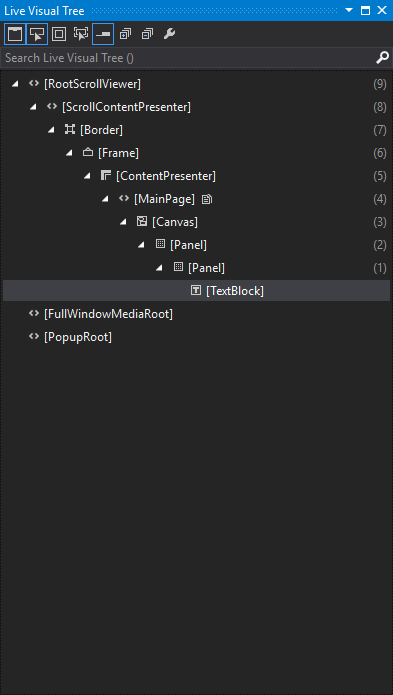 Live Visual Tree
Search Live Visual Tree ()
[RootScrollViewer] (9)
[ScrollContentPresenter] (8)
[Border] (7)
[Frame] (6)
[ContentPresenter] (5)
[MainPage] (4)
[Canvas] (3)
[Panel] (2)
[Panel] (1)
[TextBlock]
[FullWindowMediaRoot]
[PopupRoot]